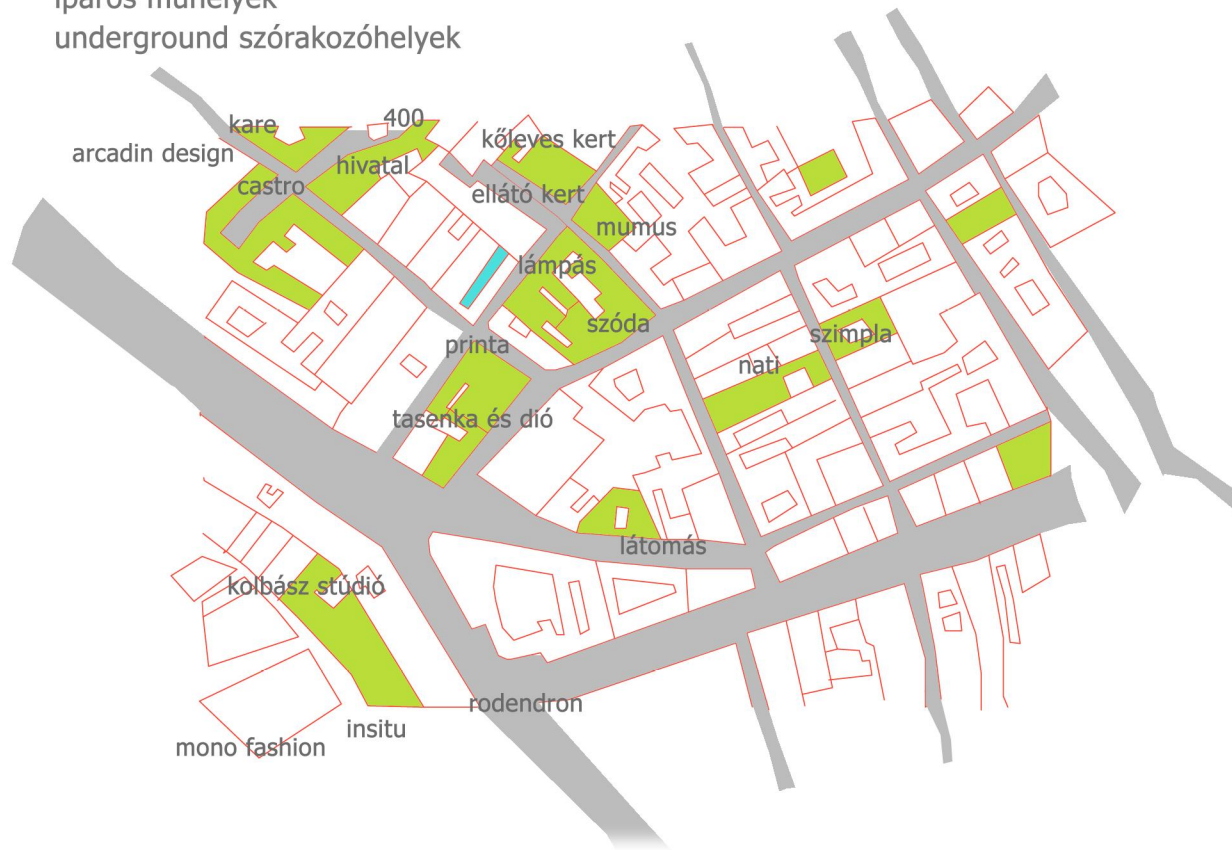 iparos műhelyek
underground szórakozóhelyek
400
kare
kőleves kert
arcadin design
hivatal
castro
ellátó kert
mumus
lámpás
szóda
szimpla
printa
nati
tasenka és dió
látomás
kolbász stúdió
rodendron
insitu
mono fashion